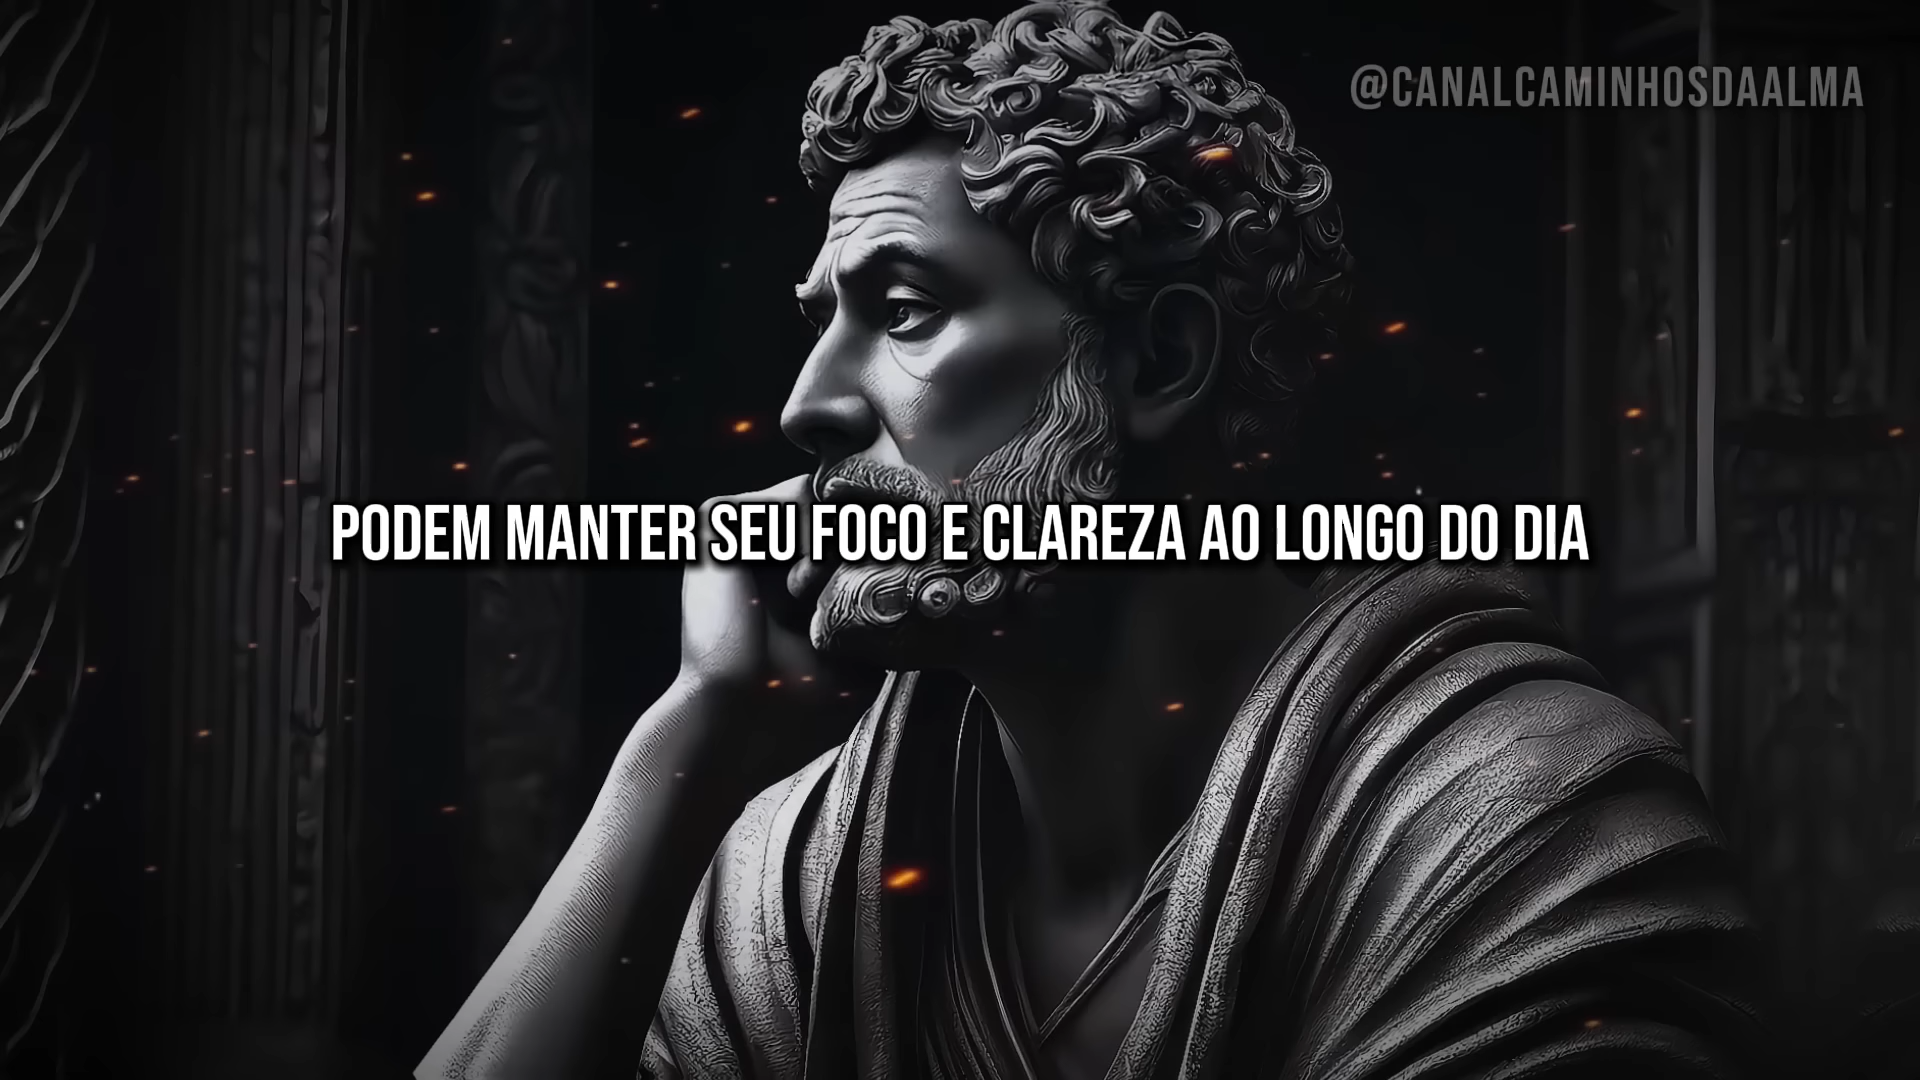 @CANALCAMINHOSDAALMA
PODEM MANTER SEU FOCO E CLAREZA AO LONGO DO DIA